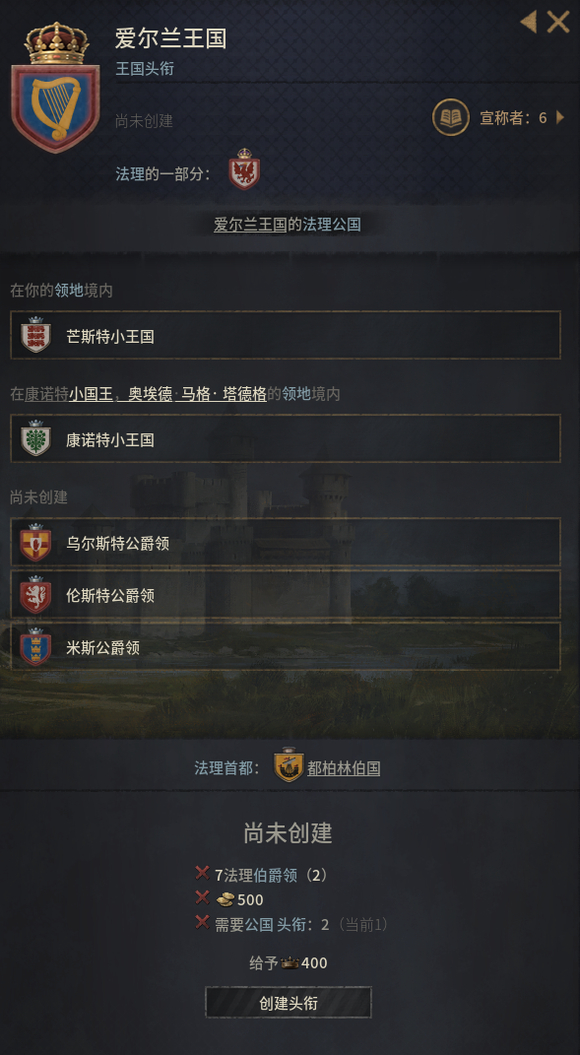 爱尔兰王国
王国头衔
尚未创建
宣称者：6
法理的一部分：
爱尔兰王国的法理公国
在你的领地境内
芒斯特小王国
在康诺特小国王，奥埃德·马格·塔德格的领地境内
康诺特小王国
尚未创建
乌尔斯特公爵领
伦斯特公爵领
米斯公爵领
法理首都：都柏林伯国
尚未创建
7法理伯爵领（2）
500
需要公国 头衔：2（当前1）
给予400
创建头衔